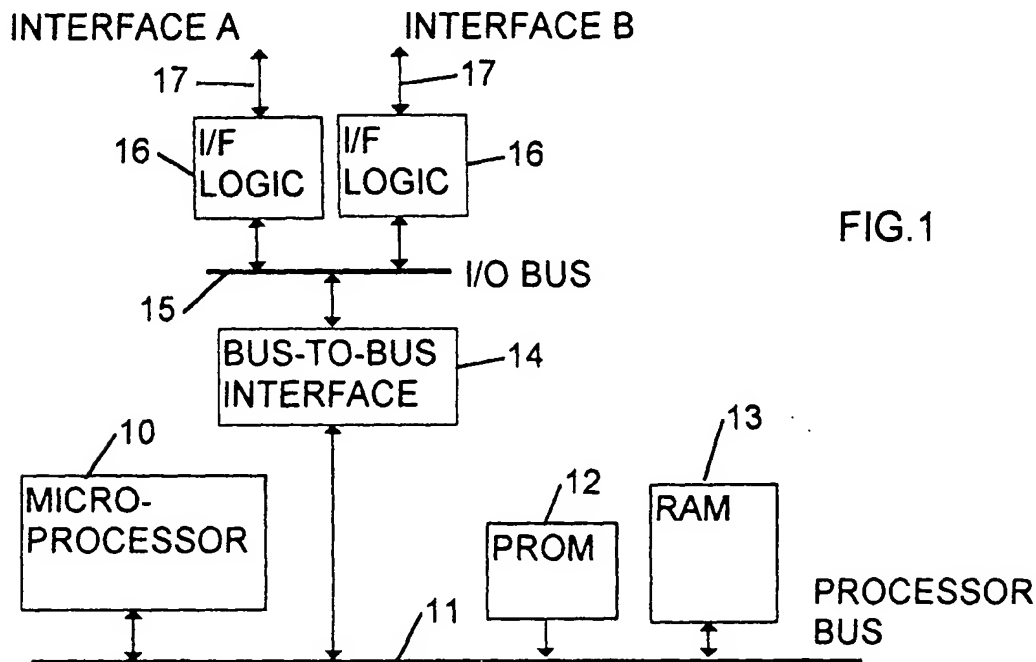 INTERFACE A
INTERFACE B
17
17
I/F
LOGIC
16
I/F
LOGIC
16
FIG.1
I/O BUS
15
BUS-TO-BUS
INTERFACE
14
10
MICRO-
PROCESSOR
12
PROM
13
RAM
11
PROCESSOR
BUS